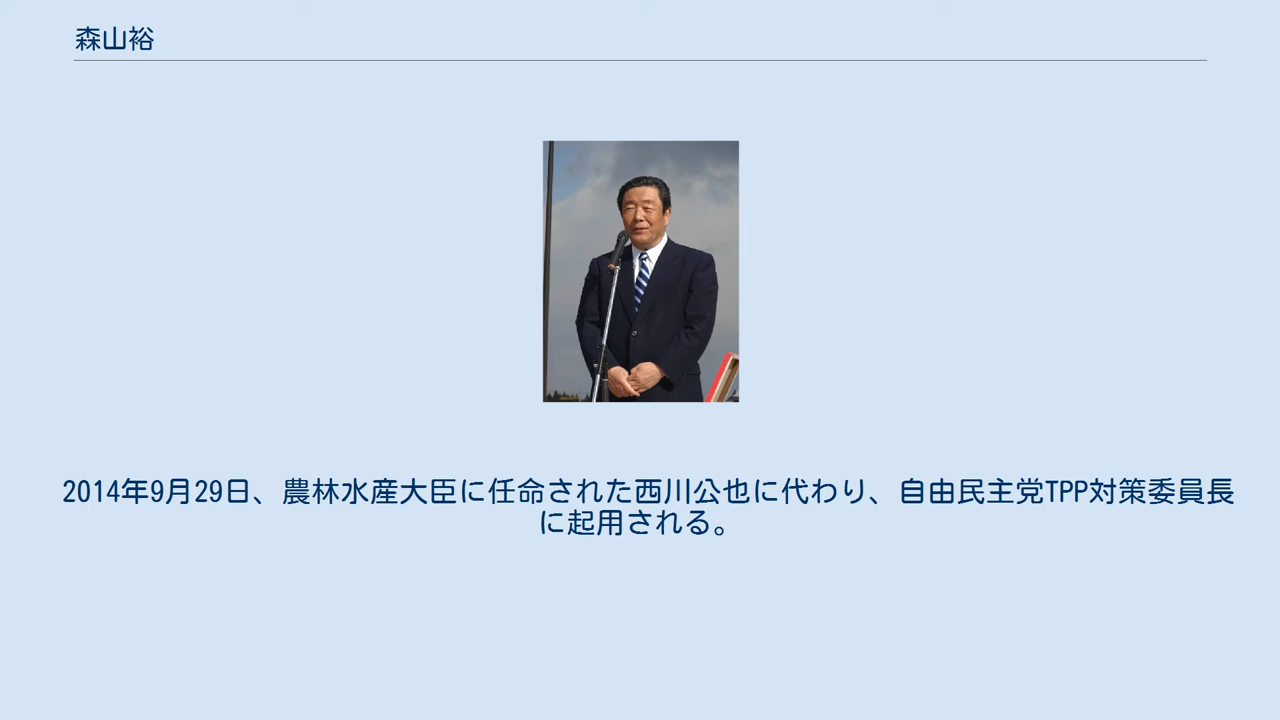 森山裕
2014年9月29日、農林水産大臣に任命された西川公也に代わり、自由民主党TPP対策委員長
に起用される。